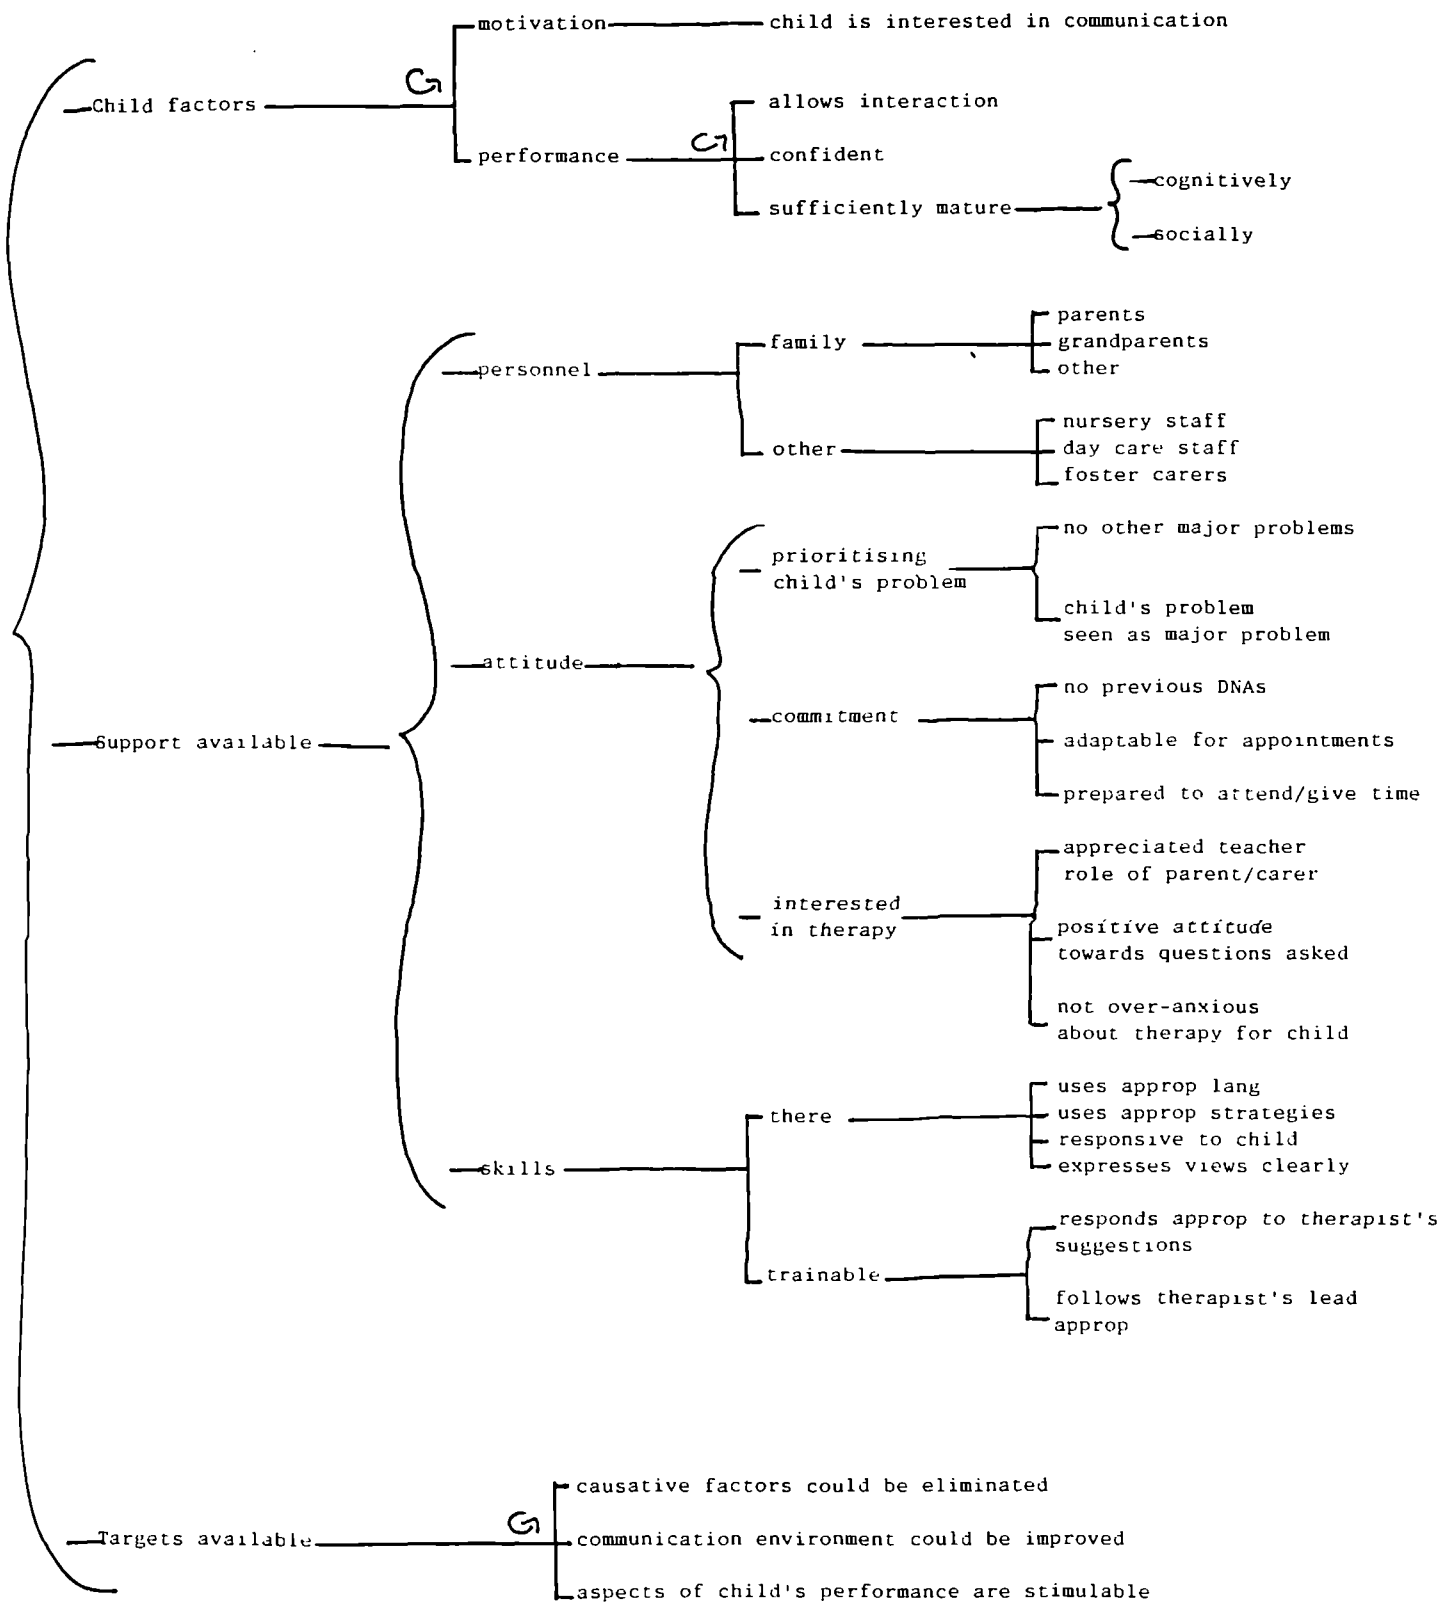 motivation
child is interested in communication
Child factors
performance
allows interaction
confident
sufficiently mature
cognitively
socially
Support available
personnel
family
parents
grandparents
other
other
nursery staff
day care staff
foster carers
attitude
prioritising
child's problem
no other major problems
child's problem
seen as major problem
commitment
no previous DNAs
adaptable for appointments
prepared to attend/give time
interested
in therapy
appreciated teacher
role of parent/carer
positive attitude
towards questions asked
not over-anxious
about therapy for child
skills
there
uses approp lang
uses approp strategies
responsive to child
expresses views clearly
trainable
responds approp to therapist's
suggestions
follows therapist's lead
approp
Targets available
causative factors could be eliminated
communication environment could be improved
aspects of child's performance are stimulable